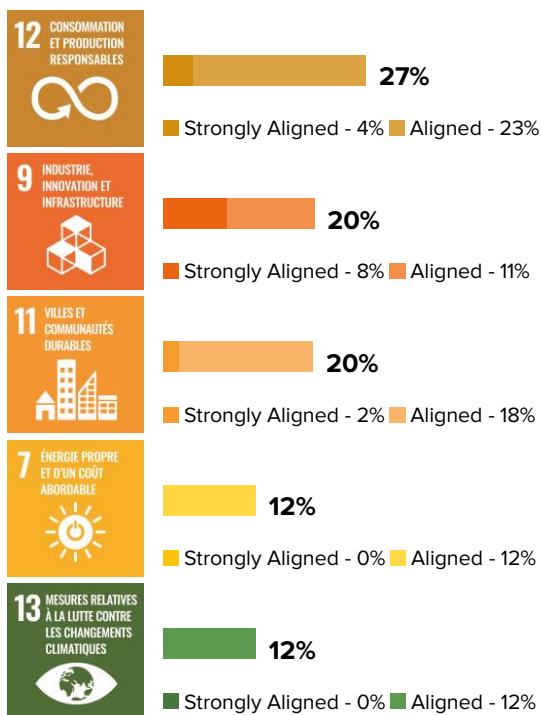 12 CONSOMMATION
ET PRODUCTION
RESPONSABLES
27%
Strongly Aligned - 4% Aligned - 23%
9 INDUSTRIE,
INNOVATION ET
INFRASTRUCTURE
20%
Strongly Aligned - 8% Aligned - 11%
11 VILLES ET
COMMUNAUTÉS
DURABLES
20%
Strongly Aligned - 2% Aligned - 18%
7 ÉNERGIE PROPRE
ET D'UN COÛT
ABORDABLE
12%
Strongly Aligned - 0% Aligned - 12%
13 MESURES RELATIVES
À LA LUTTE CONTRE
LES CHANGEMENTS
CLIMATIQUES
12%
Strongly Aligned - 0% Aligned - 12%